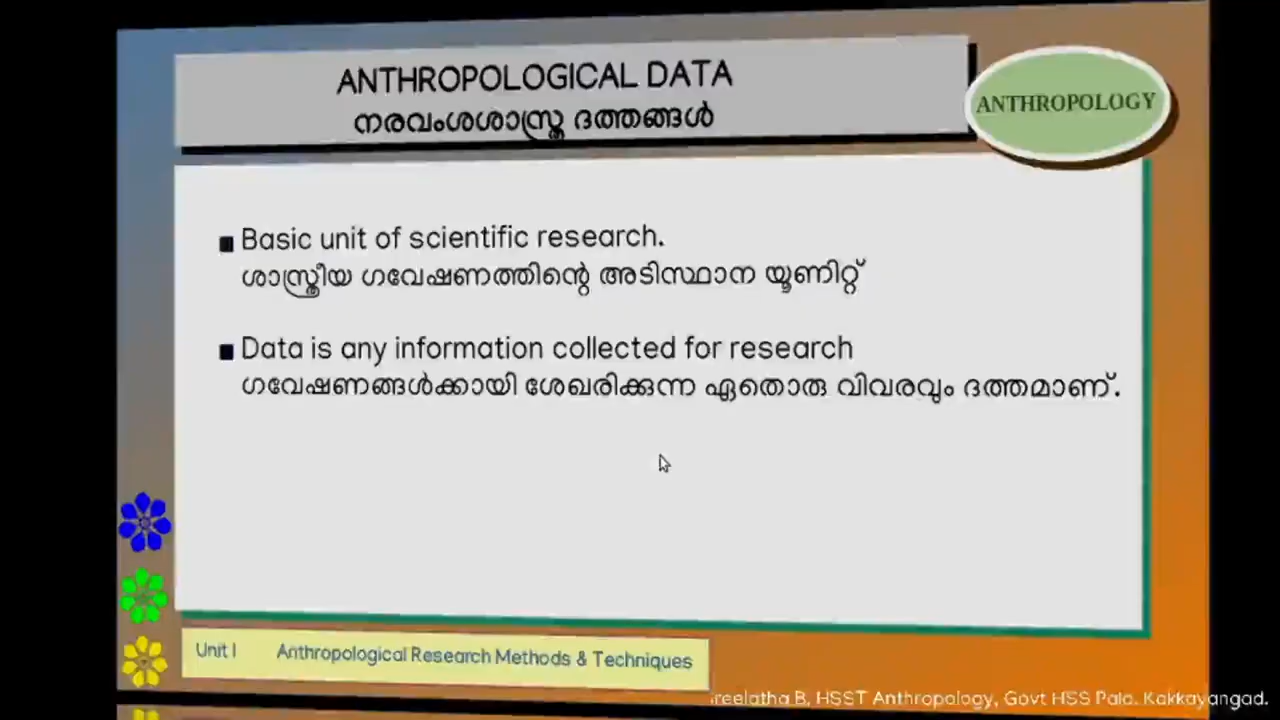 ANTHROPOLOGICAL DATA
നരവംശശാസ്ത്ര ദത്തങ്ങൾ
ANTHROPOLOGY
Basic unit of scientific research.
ശാസ്ത്രീയ ഗവേഷണത്തിന്റെ അടിസ്ഥാന യൂണിറ്റ്
Data is any information collected for research
ഗവേഷണങ്ങൾക്കായി ശേഖരിക്കുന്ന ഏതൊരു വിവരവും ദത്തമാണ്.
Unit I Anthropological Research Methods & Techniques
B, HSST Anthropology, Govt HSS Pala, Kakkayangad.